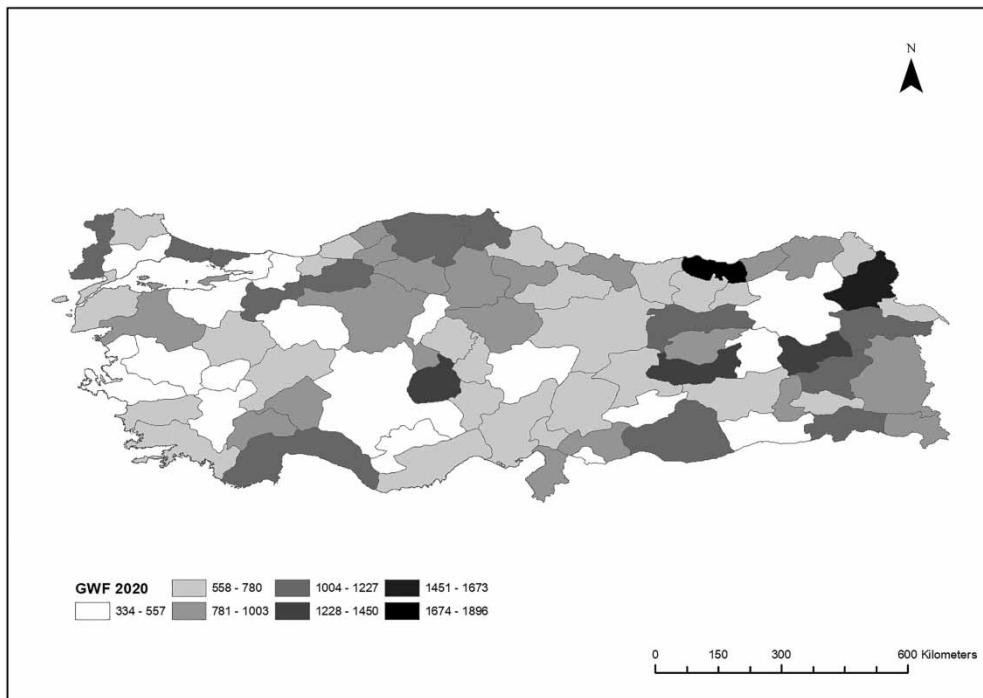 N
GWF 2020
558 - 780
1004 - 1227
1451 - 1673
334 - 557
781 - 1003
1228 - 1450
1674 - 1896
0 150 300 600 Kilometers